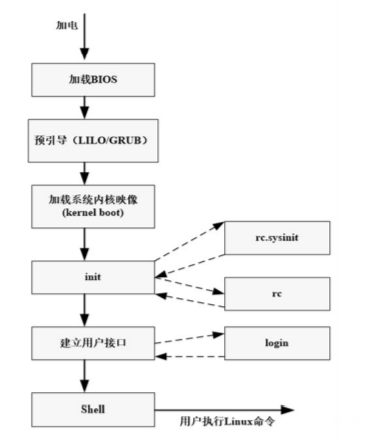 加电
加载BIOS
预引导（LILO/GRUB）
加载系统内核映像
(kernel boot)
rc.sysinit
init
rc
建立用户接口
login
Shell
用户执行Linux命令